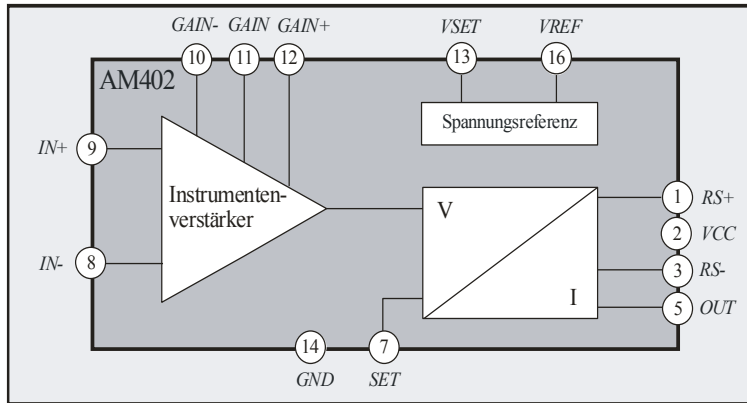 GAIN- GAIN GAIN+ VSET VREF
10 11 12 13 16
AM402
Spannungsreferenz
IN+ 9
Instrumenten-
verstärker
V
1 RS+
2 VCC
IN- 8
3 RS-
I
5 OUT
14 7
GND SET